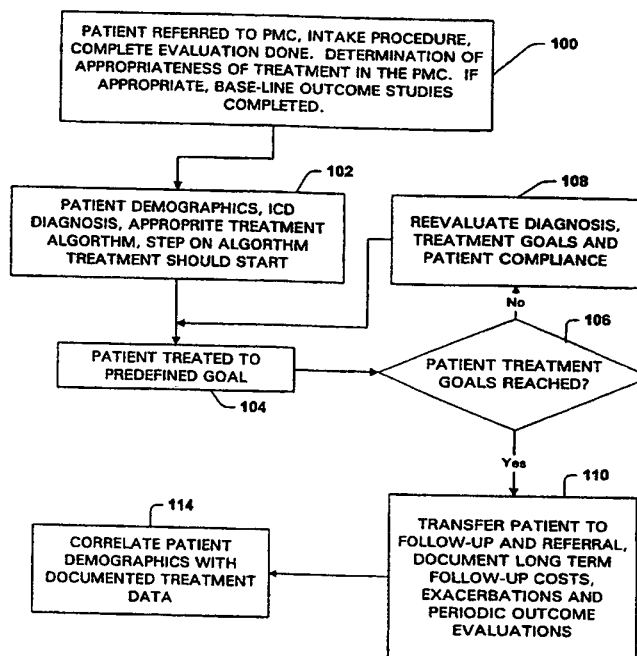 PATIENT REFERRED TO PMC, INTAKE PROCEDURE,
COMPLETE EVALUATION DONE. DETERMINATION OF
APPROPRIATENESS OF TREATMENT IN THE PMC. IF
APPROPRIATE, BASE-LINE OUTCOME STUDIES
COMPLETED.
100
102
PATIENT DEMOGRAPHICS, ICD
DIAGNOSIS, APPROPRITE TREATMENT
ALGORTHM, STEP ON ALGORTHM
TREATMENT SHOULD START
108
REEVALUATE DIAGNOSIS,
TREATMENT GOALS AND
PATIENT COMPLIANCE
No
106
PATIENT TREATED TO
PREDEFINED GOAL
104
PATIENT TREATMENT
GOALS REACHED?
Yes
110
TRANSFER PATIENT TO
FOLLOW-UP AND REFERRAL,
DOCUMENT LONG TERM
FOLLOW-UP COSTS,
EXACERBATIONS AND
PERIODIC OUTCOME
EVALUATIONS
114
CORRELATE PATIENT
DEMOGRAPHICS WITH
DOCUMENTED TREATMENT
DATA